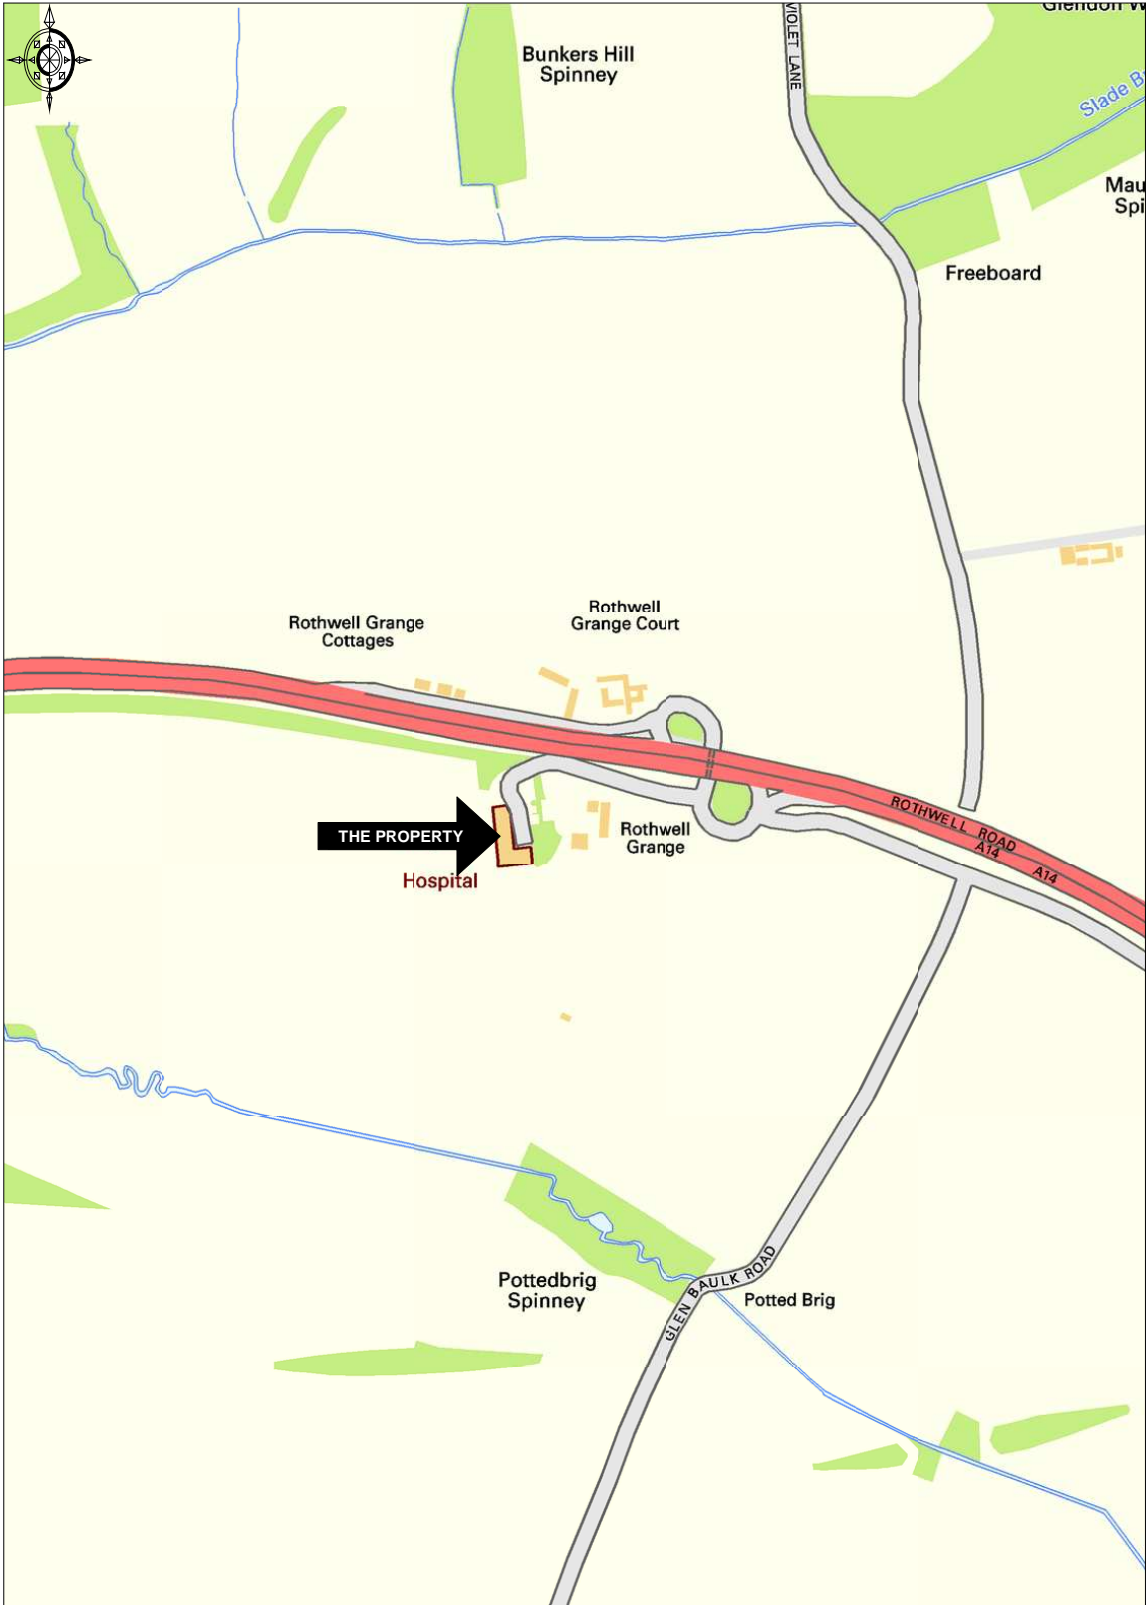 Glendon W
Bunkers Hill
Spinney
VIOLET LANE
Slade B
Mau
Spi
Freeboard
Rothwell Grange
Cottages
Rothwell
Grange Court
ROTHWELL ROAD
A14
A14
THE PROPERTY
Rothwell
Grange
Hospital
Pottedbrig
Spinney
GLEN BAULK ROAD
Potted Brig